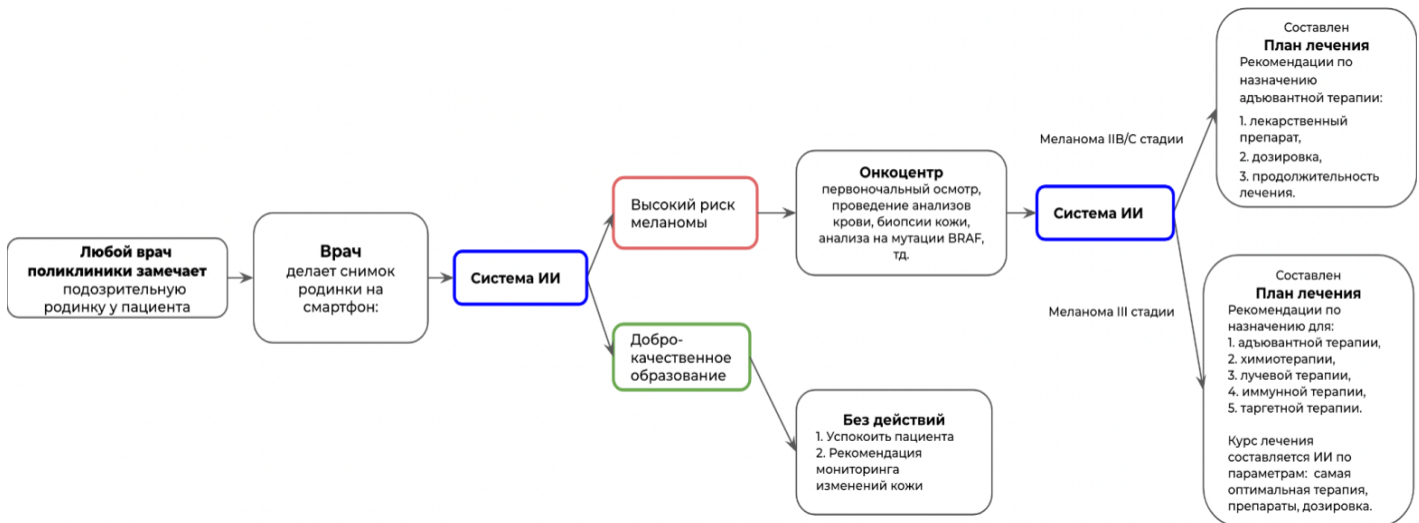 Любой врач
поликлиники замечает
подозрительную
родинку у пациента
Врач
делает снимок
родинки на
смартфон:
Система ИИ
Высокий риск
меланомы
Добро-
качественное
образование
Онкоцентр
первоночальный осмотр,
проведение анализов
крови, биопсии кожи,
анализа на мутации BRAF,
тд.
Без действий
1. Успокоить пациента
2. Рекомендация
мониторинга
изменений кожи
Система ИИ
Меланома IIB/C стадии
Меланома III стадии
Составлен
План лечения
Рекомендации по
назначению
адъювантной терапии:
1. лекарственный
препарат,
2. дозировка,
3. продолжительность
лечения.
Составлен
План лечения
Рекомендации по
назначению для:
1. адъювантной терапии,
2. химиотерапии,
3. лучевой терапии,
4. иммунной терапии,
5. таргетной терапии.
Курс лечения
составляется ИИ по
параметрам: самая
оптимальная терапия,
препараты, дозировка.